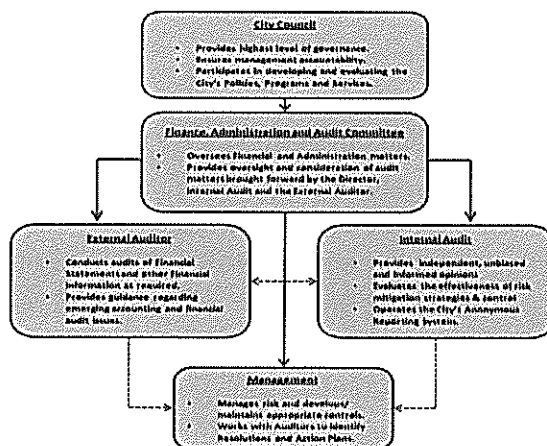 City Council
• Provides highest level of governance.
• Ensures management accountability.
• Participates in developing and evaluating the
City's Policies, Programs and Services.
Finance, Administration and Audit Committee
• Oversees Financial and Administration matters.
• Provides oversight and consideration of audit
matters brought forward by the Director,
Internal Audit and the External Auditor.
External Auditor
• Conducts audits of Financial
Statements and other Financial
Information as required.
• Provides guidance regarding
emerging accounting and financial
audit issues.
Internal Audit
• Provides independent, unbiased
and informed opinions
• Evaluates the effectiveness of risk
mitigation strategies & control
• Operates the City's Anonymous
Reporting Systems.
Management
• Manages risk and develops/
maintains appropriate controls.
• Works with Auditors to Identify
Resolutions and Action Plans.